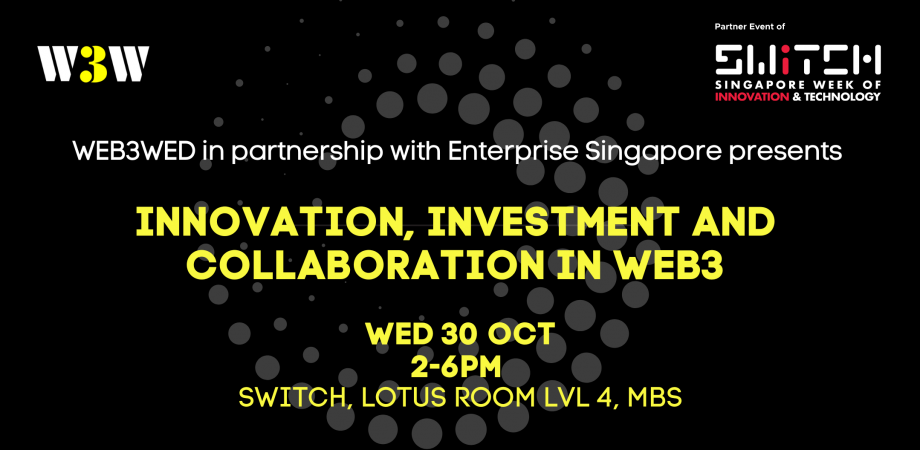 W3W
Partner Event of
SWiTCH
SINGAPORE WEEK OF
INNOVATION & TECHNOLOGY
WEB3WED in partnership with Enterprise Singapore presents
INNOVATION, INVESTMENT AND
COLLABORATION IN WEB3
WED 30 OCT
2-6PM
SWITCH, LOTUS ROOM LVL 4, MBS